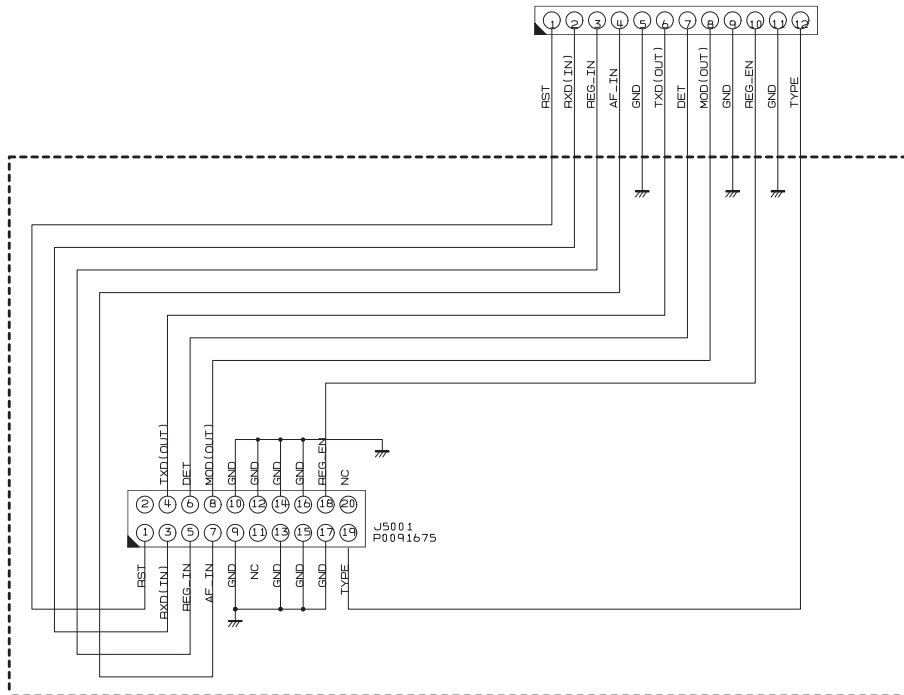 1 2 3 4 5 6 7 8 9 10 11 12
RST
RXD(IN)
REG_IN
AF_IN
GND
TXD(OUT)
DET
MOD(OUT)
GND
REG_EN
GND
TYPE
TXD(OUT)
DET
MOD(OUT)
GND
GND
GND
GND
REG_EN
NC
2 4 6 8 10 12 14 16 18 20
1 3 5 7 9 11 13 15 17 19
J5001
P0091675
RST
RXD(IN)
REG_IN
AF_IN
GND
NC
GND
GND
GND
TYPE